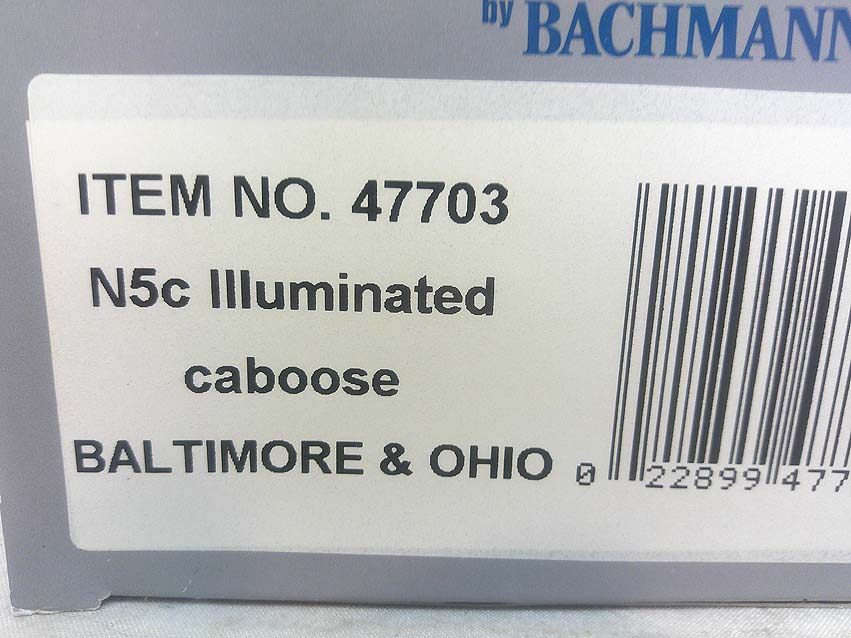 by BACHMANN
ITEM NO. 47703
N5c Illuminated
caboose
BALTIMORE & OHIO
0 22899 477